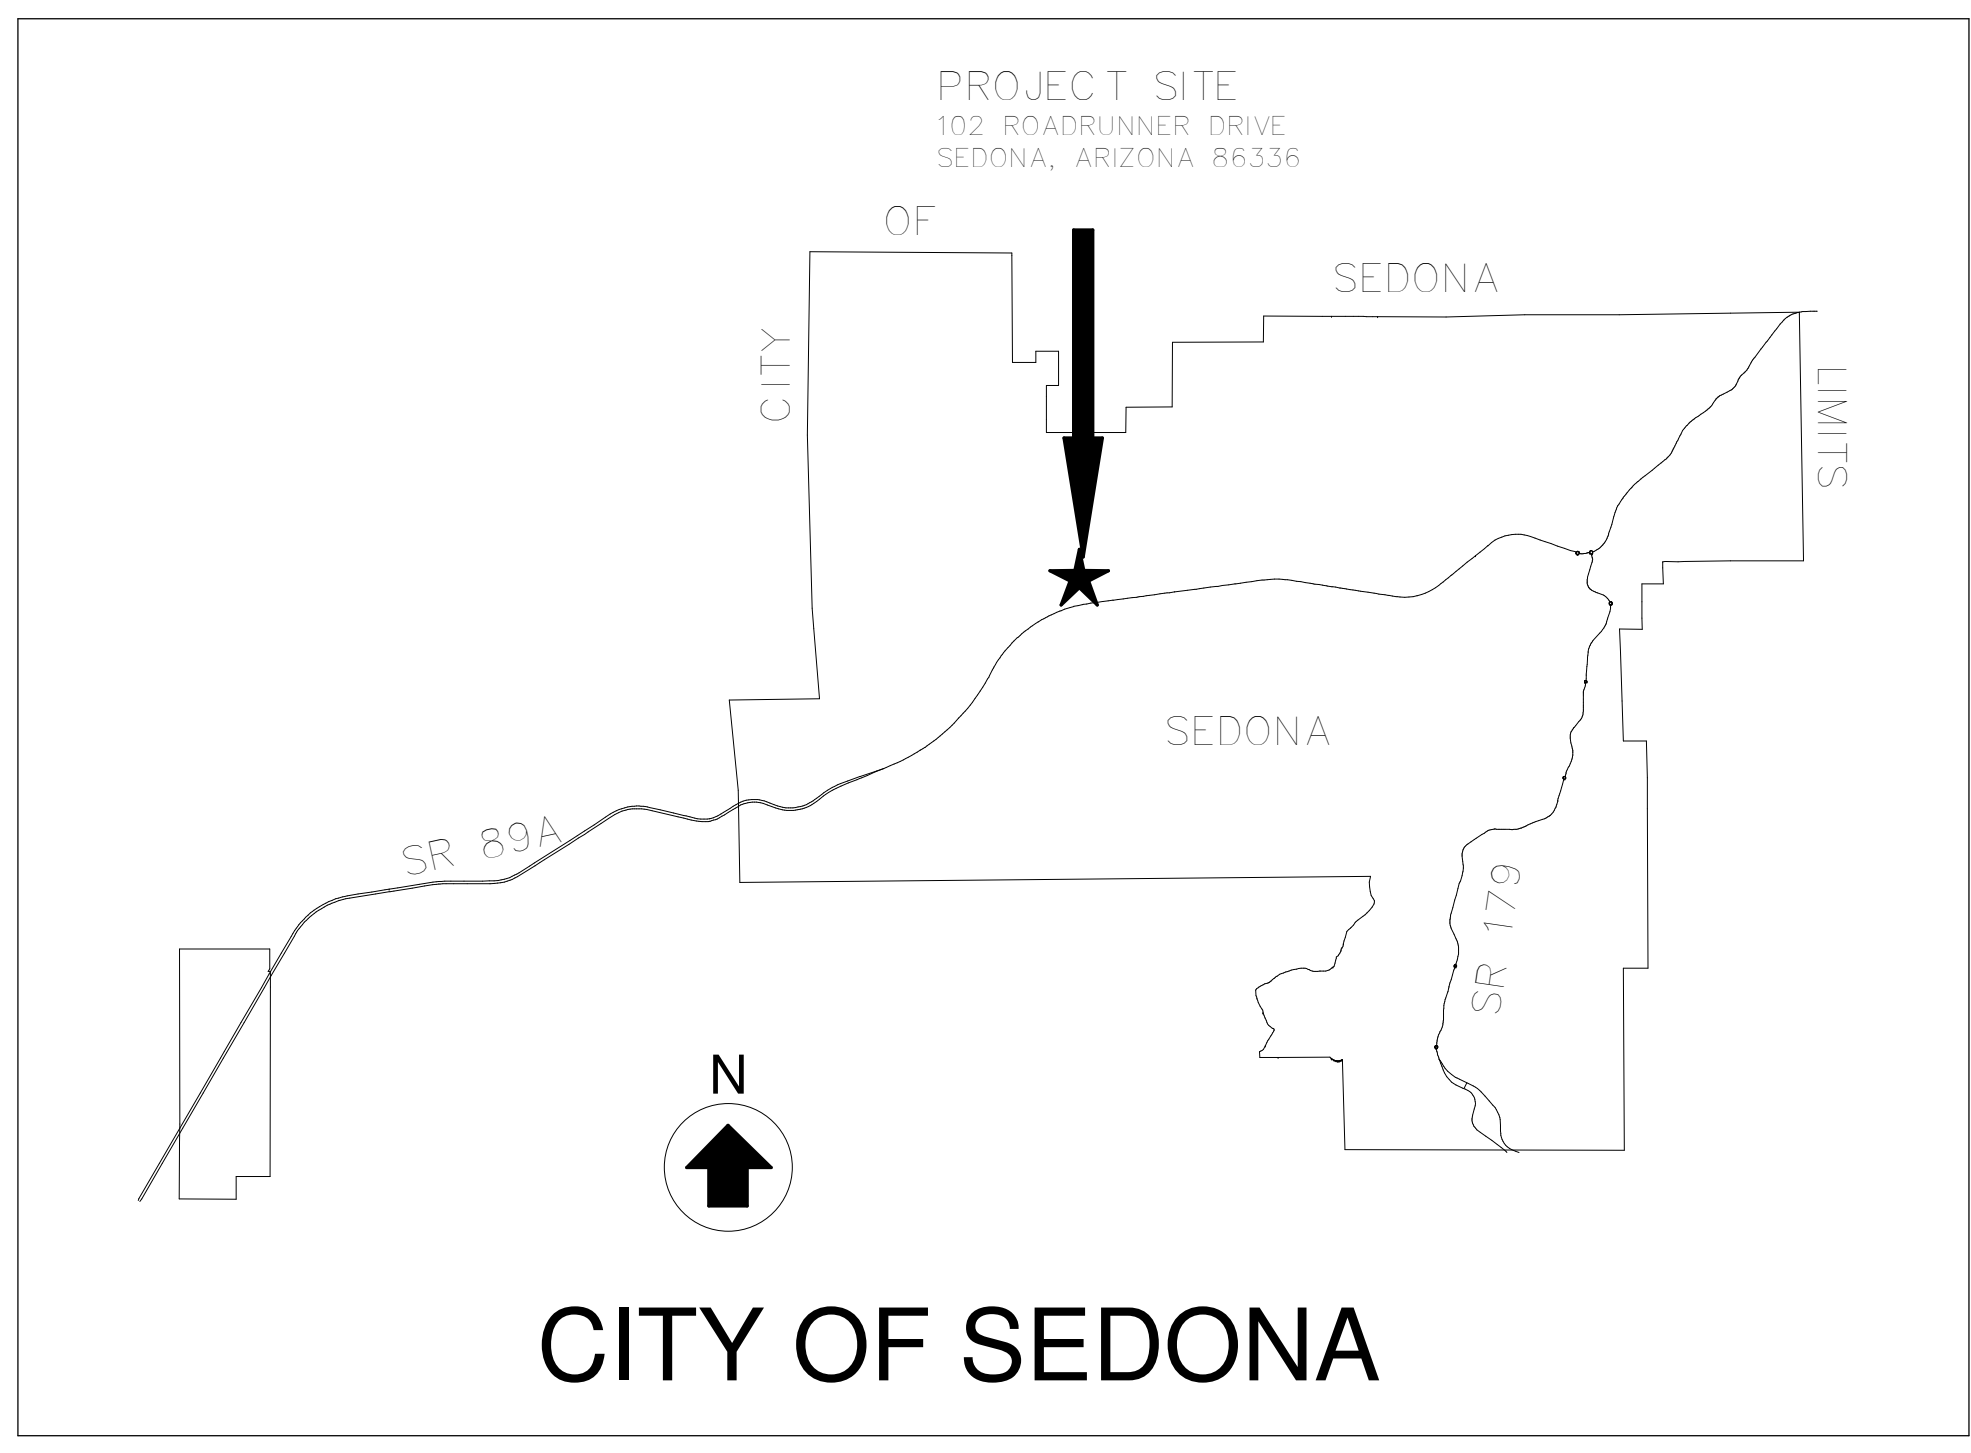 PROJECT SITE
102 ROADRUNNER DRIVE
SEDONA, ARIZONA 86336
CITY
OF
SEDONA
LIMITS
SEDONA
SR 89A
SR 179
N
CITY OF SEDONA